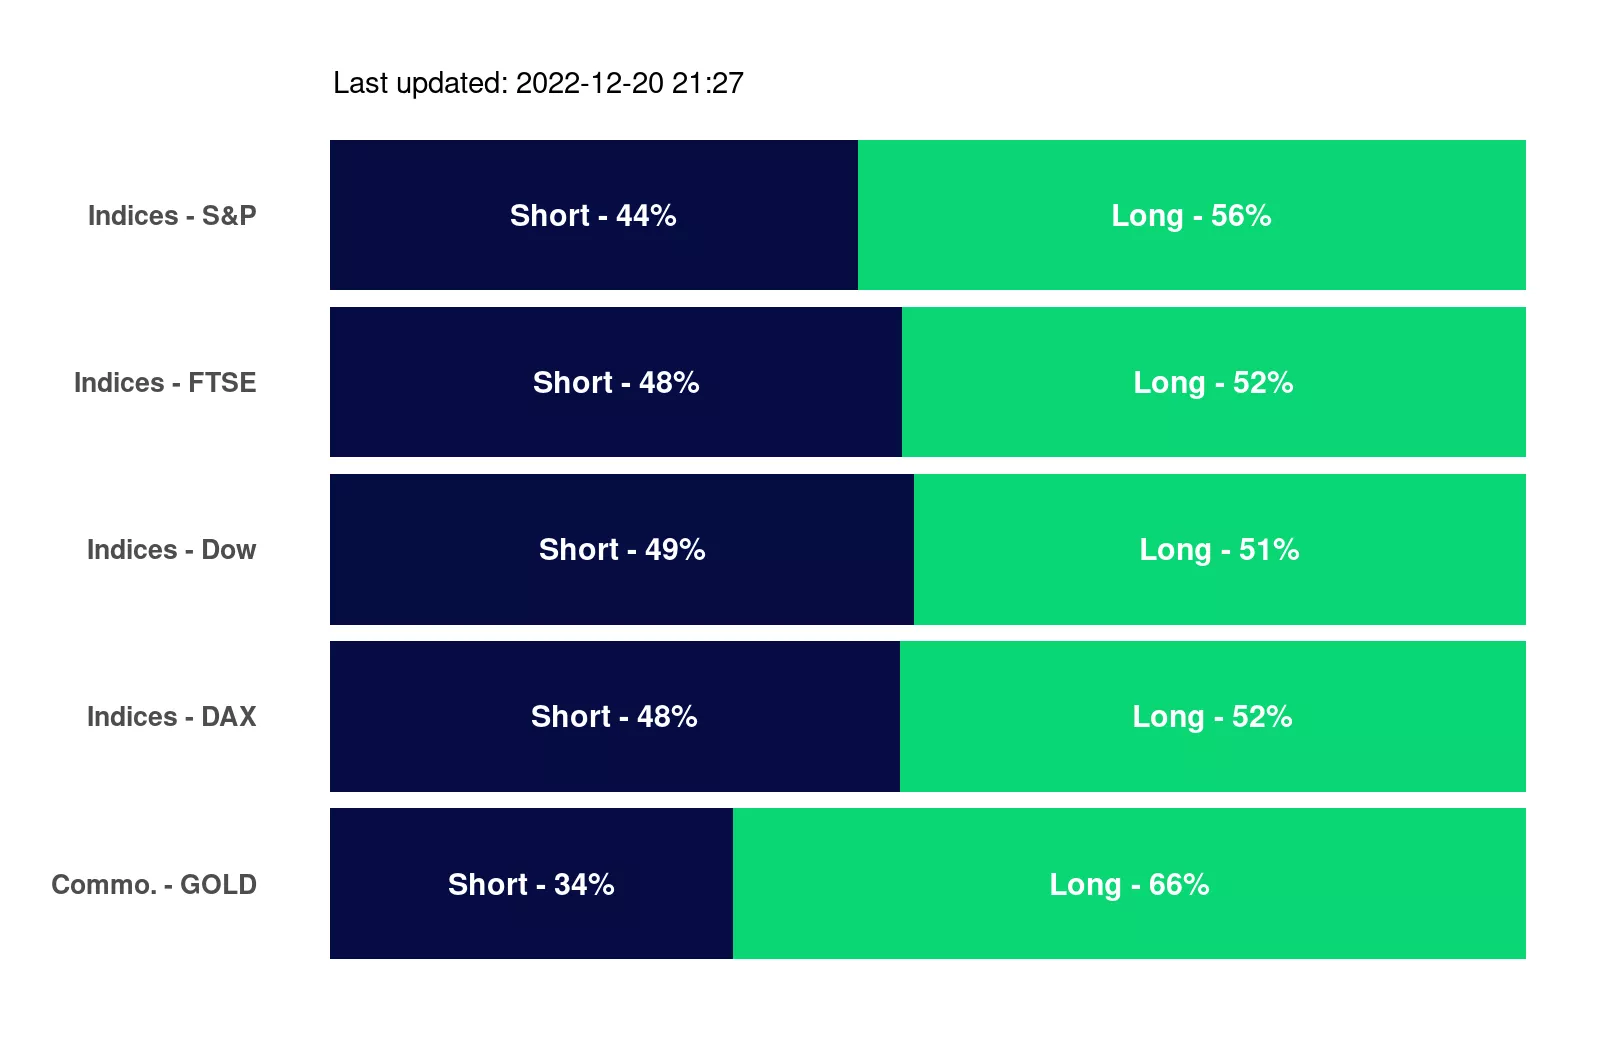 Last updated: 2022-12-20 21:27
Indices - S&P Short - 44% Long - 56%
Indices - FTSE Short - 48% Long - 52%
Indices - Dow Short - 49% Long - 51%
Indices - DAX Short - 48% Long - 52%
Commo. - GOLD Short - 34% Long - 66%